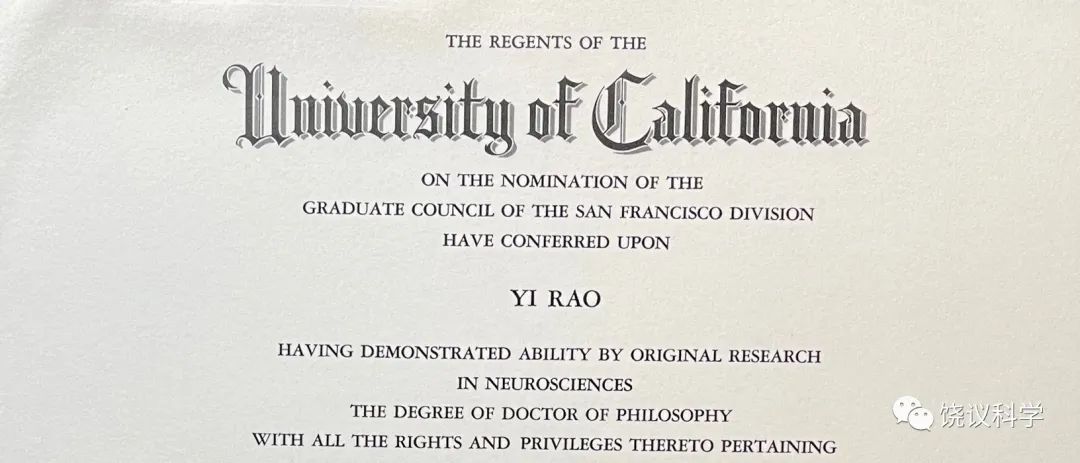 THE REGENTS OF THE
University of California
ON THE NOMINATION OF THE
GRADUATE COUNCIL OF THE SAN FRANCISCO DIVISION
HAVE CONFERRED UPON
YI RAO
HAVING DEMONSTRATED ABILITY BY ORIGINAL RESEARCH
IN NEUROSCIENCES
THE DEGREE OF DOCTOR OF PHILOSOPHY
WITH ALL THE RIGHTS AND PRIVILEGES THERETO PERTAINING
饶议科学